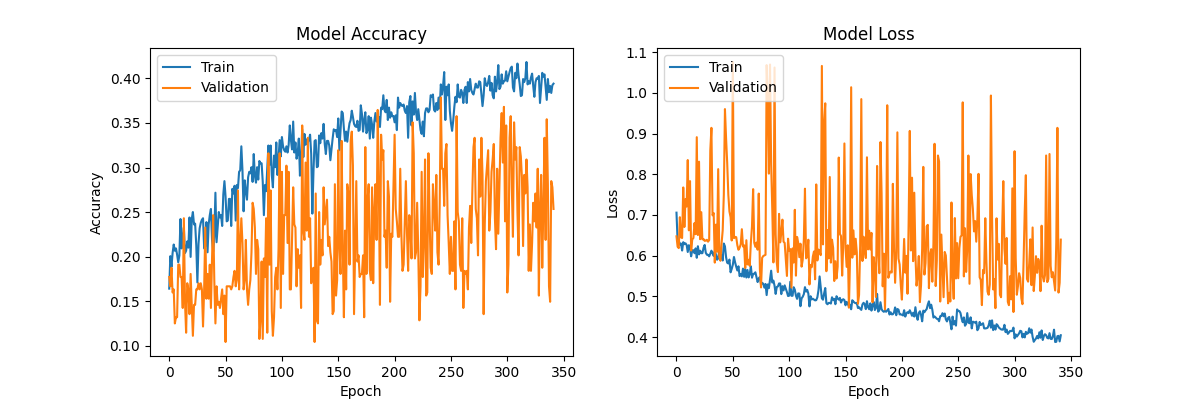 Model Accuracy
Train
Validation
0.40
0.35
0.30
0.25
0.20
0.15
0.10
Accuracy
0 50 100 150 200 250 300 350
Epoch
Model Loss
Train
Validation
1.1
1.0
0.9
0.8
0.7
0.6
0.5
0.4
Loss
0 50 100 150 200 250 300 350
Epoch